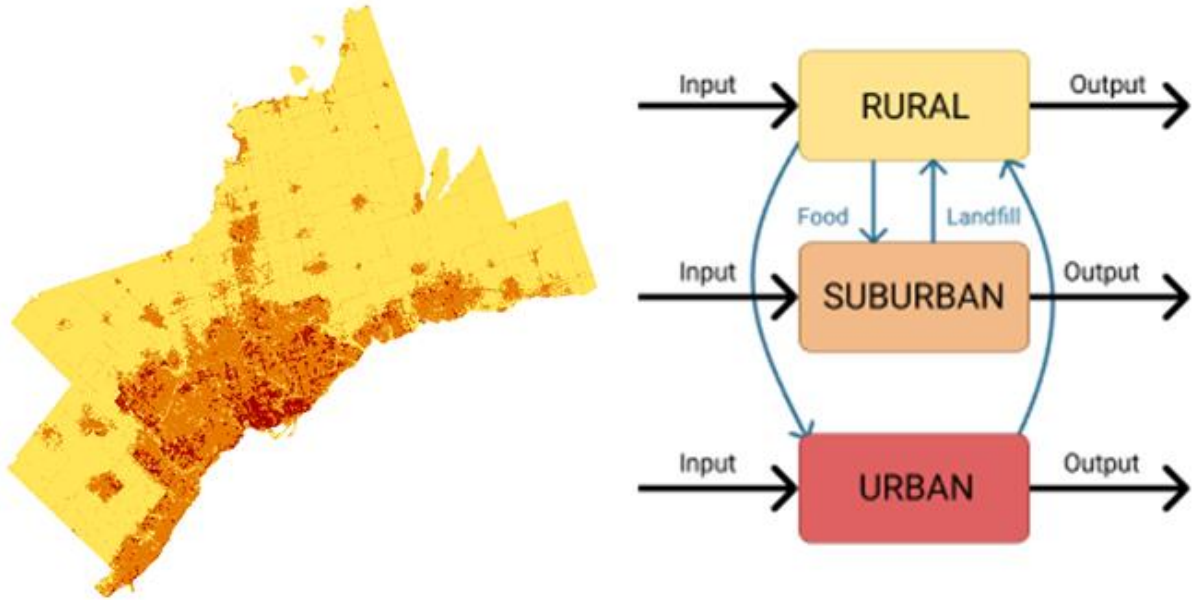 Input
RURAL
Output
Food
Landfill
Input
SUBURBAN
Output
Input
URBAN
Output